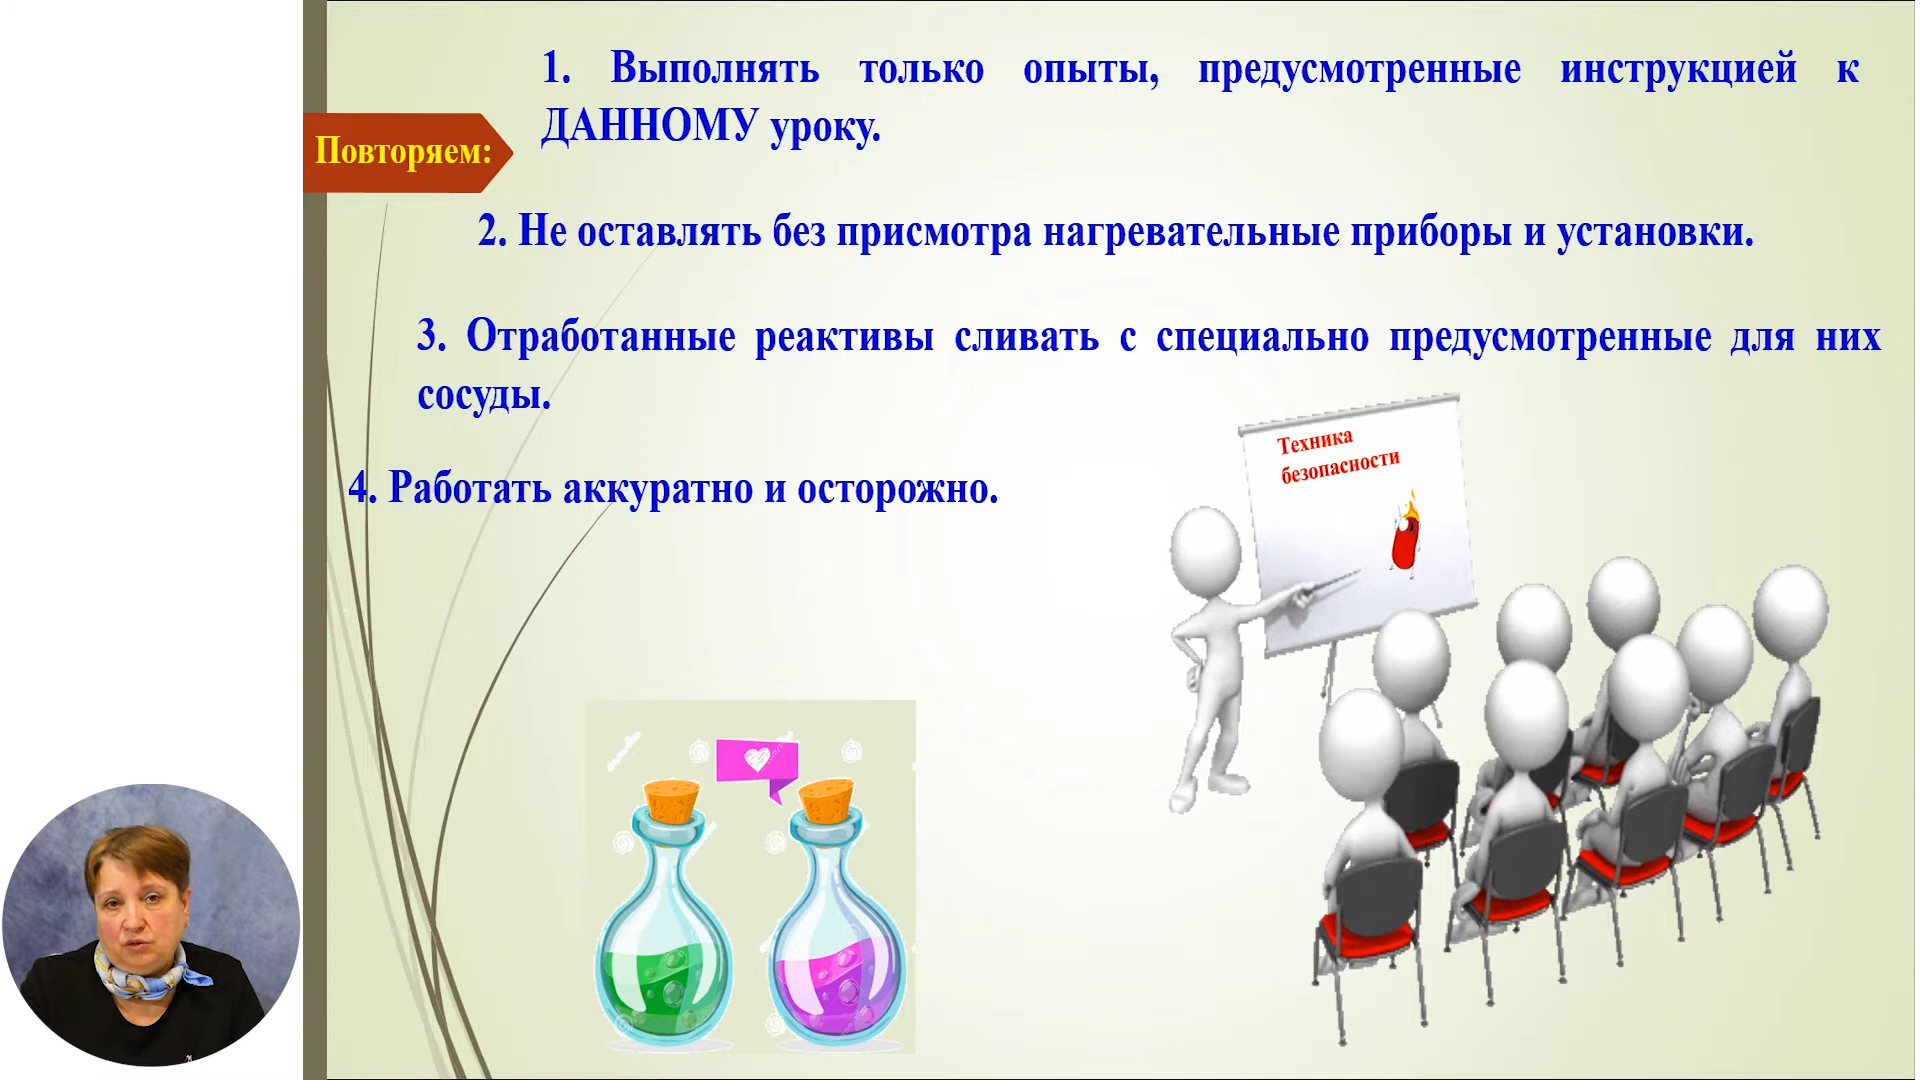 1. Выполнять только опыты, предусмотренные инструкцией к
ДАННОМУ уроку.
Повторяем:
2. Не оставлять без присмотра нагревательные приборы и установки.
3. Отработанные реактивы сливать с специально предусмотренные для них
сосуды.
4. Работать аккуратно и осторожно.
Техника
безопасности